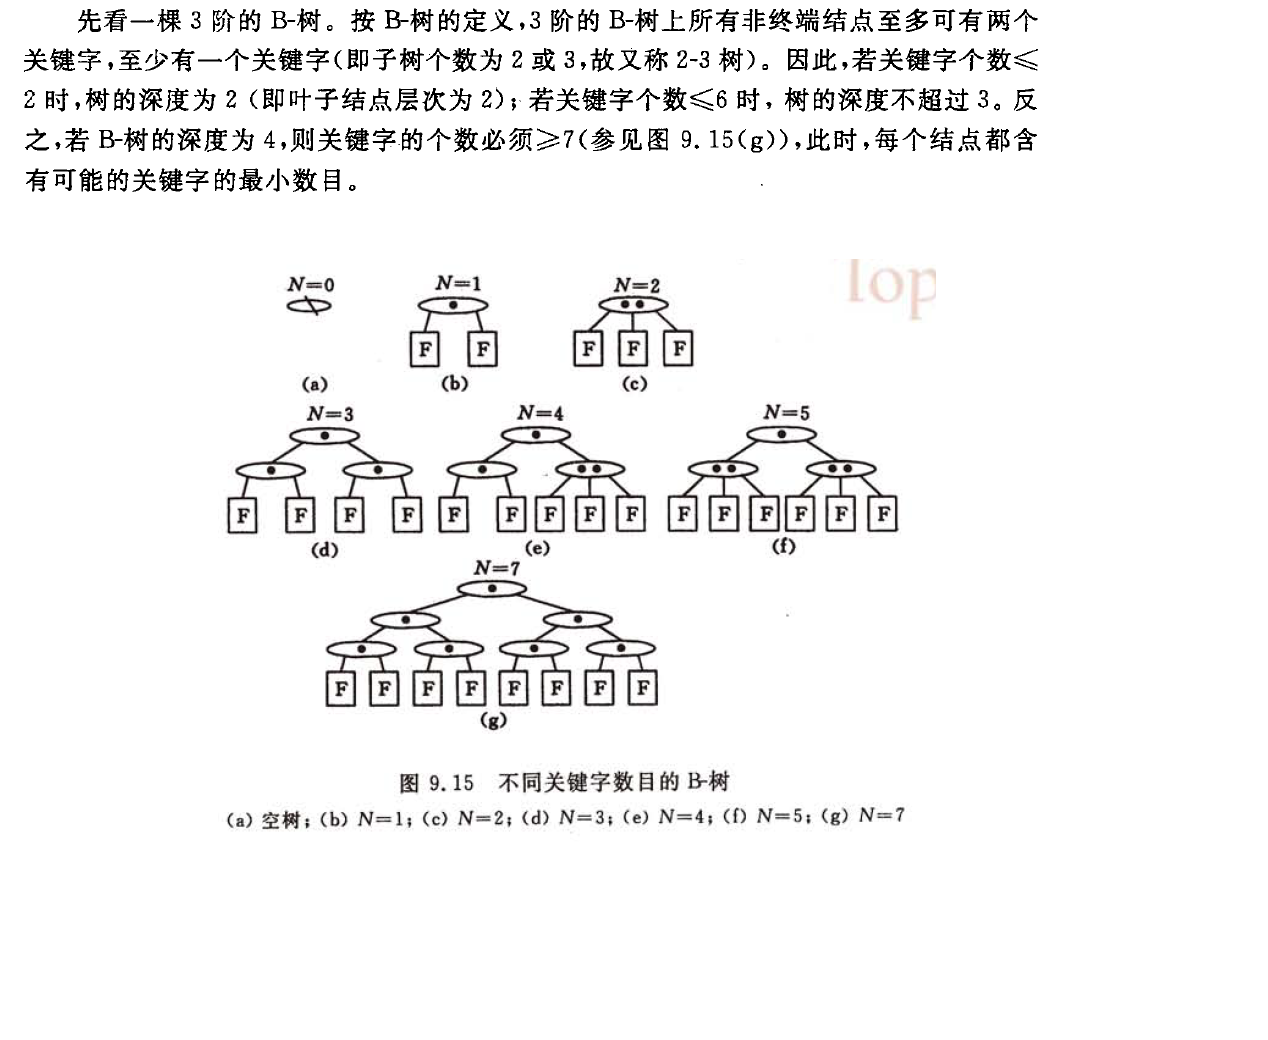 先看一棵 3 阶的 B-树。按 B-树的定义,3 阶的 B-树上所有非终端结点至多可有两个
关键字,至少有一个关键字(即子树个数为 2 或 3,故又称 2-3 树)。因此,若关键字个数≤
2 时,树的深度为 2 (即叶子结点层次为 2);若关键字个数≤6 时,树的深度不超过 3。反
之,若 B-树的深度为 4,则关键字的个数必须≥7(参见图 9.15(g)),此时,每个结点都含
有可能的关键字的最小数目。
Top
N=0 N=1 N=2
F F F F F
(a) (b) (c)
N=3 N=4 N=5
F F F F F F F F F F F F F F F
(d) (e) (f)
N=7
F F F F F F F F
(g)
图 9.15 不同关键字数目的 B-树
(a) 空树; (b) N=1; (c) N=2; (d) N=3; (e) N=4; (f) N=5; (g) N=7